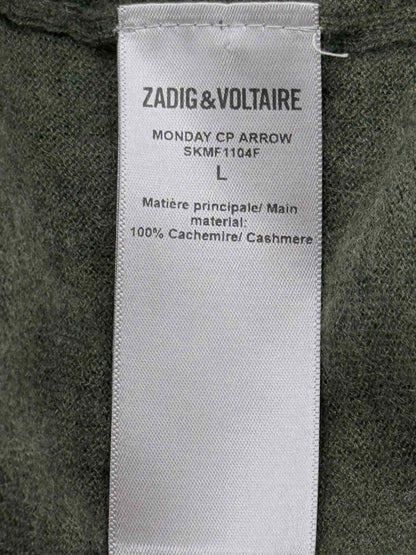 ZADIG&VOLTAIRE
MONDAY CP ARROW
SKMF1104F
L
Matière principale/ Main
material:
100% Cachemire/ Cashmere